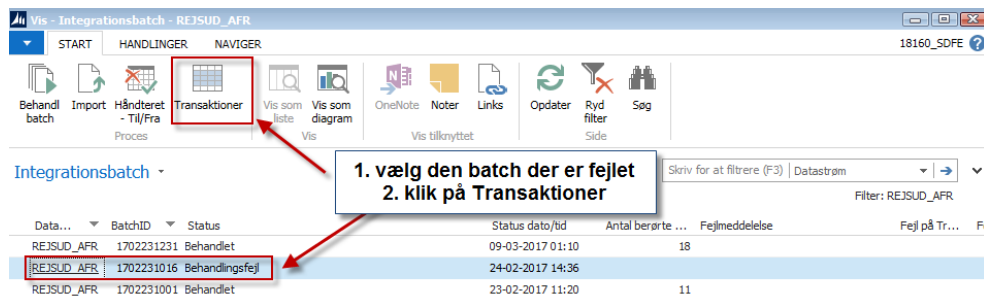 Vis - Integrationsbatch - REJSUD_AFR
START HANDLINGER NAVIGER 18160_SDFE
Behandl batch Import Håndteret - Til/Fra Transaktioner Vis som liste Vis som diagram OneNote Noter Links Opdater Ryd filter Søg
Proces Vis Vis tilknyttet Side
1. vælg den batch der er fejlet
2. klik på Transaktioner
Integrationsbatch Skriv for at filtrere (F3) Datastrøm
Filter: REJSUD_AFR
Data... BatchID Status Status dato/tid Antal berørte ... Fejlmeddelelse Fejl på Tr...
REJSUD_AFR 1702231231 Behandlet 09-03-2017 01:10 18
REJSUD_AFR 1702231016 Behandlingsfejl 24-02-2017 14:36
REJSUD_AFR 1702231001 Behandlet 23-02-2017 11:20 11